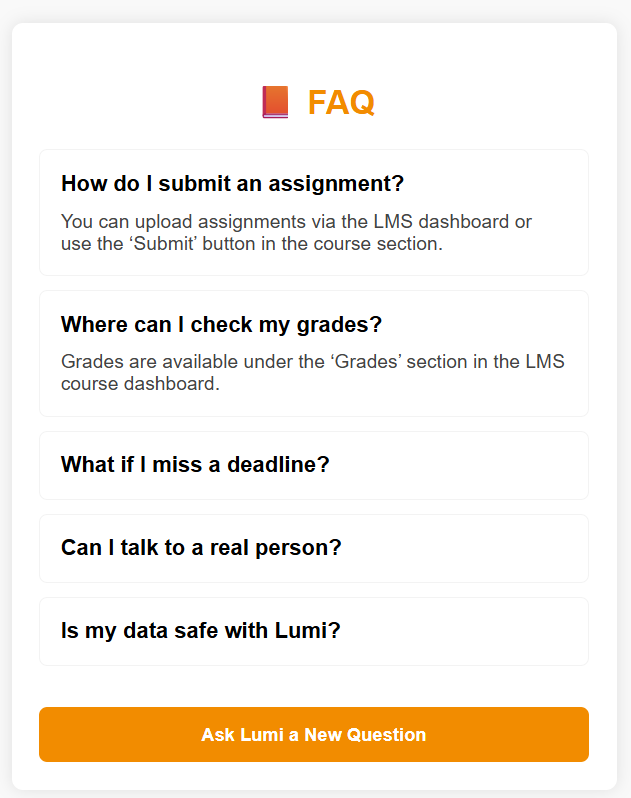 FAQ
How do I submit an assignment?
You can upload assignments via the LMS dashboard or
use the ‘Submit’ button in the course section.
Where can I check my grades?
Grades are available under the ‘Grades’ section in the LMS
course dashboard.
What if I miss a deadline?
Can I talk to a real person?
Is my data safe with Lumi?
Ask Lumi a New Question